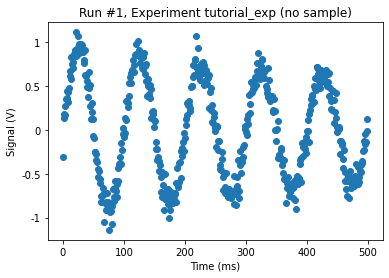 Run #1, Experiment tutorial_exp (no sample)
1
0.5
0
-0.5
-1
Signal (V)
0 100 200 300 400 500
Time (ms)